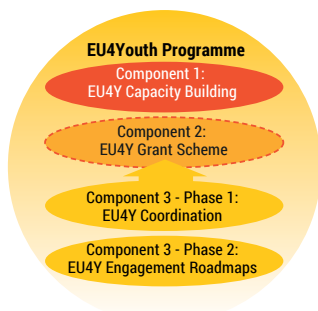 EU4Youth Programme
Component 1:
EU4Y Capacity Building
Component 2:
EU4Y Grant Scheme
Component 3 - Phase 1:
EU4Y Coordination
Component 3 - Phase 2:
EU4Y Engagement Roadmaps